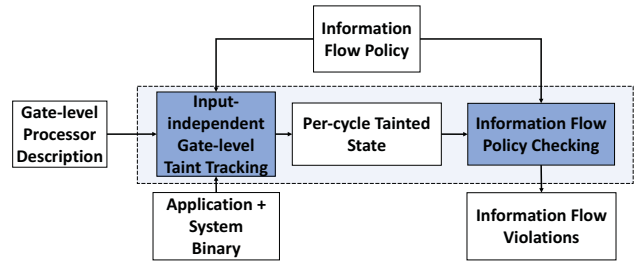 Information
Flow Policy
Gate-level
Processor
Description
Input-
independent
Gate-level
Taint Tracking
Per-cycle Tainted
State
Information Flow
Policy Checking
Application +
System
Binary
Information Flow
Violations